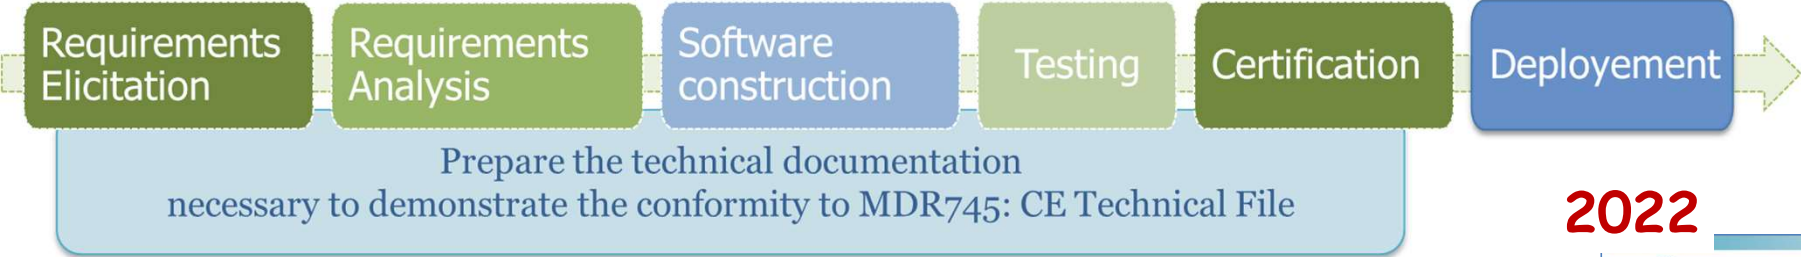 Requirements
Elicitation
Requirements
Analysis
Software
construction
Testing
Certification
Deployement
Prepare the technical documentation
necessary to demonstrate the conformity to MDR745: CE Technical File
2022